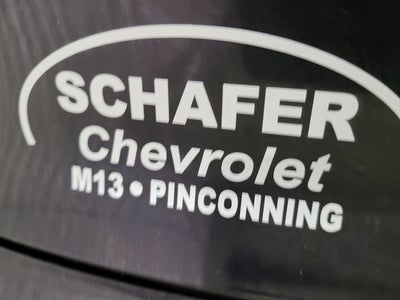 SCHAFER
Chevrolet
M13 • PINCONNING